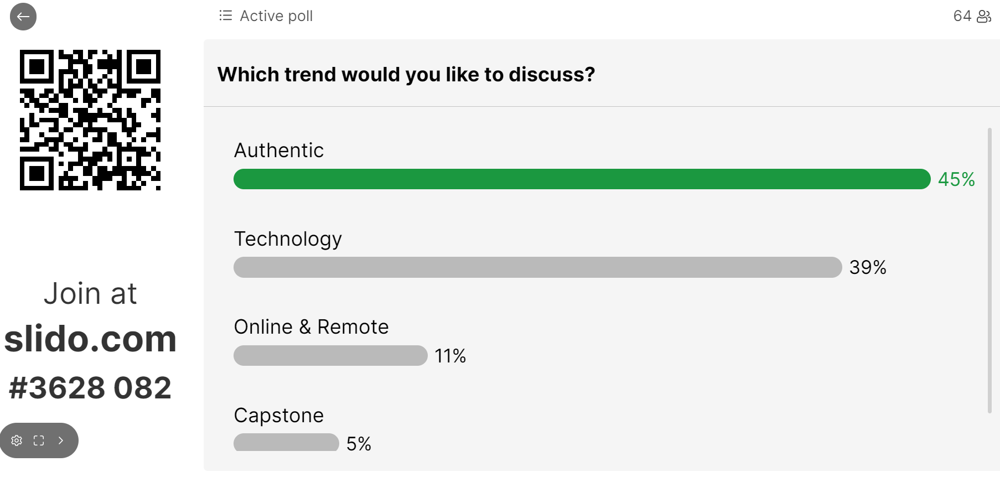 Active poll
64
Which trend would you like to discuss?
Authentic
45%
Technology
39%
Online & Remote
11%
Capstone
5%
Join at
slido.com
#3628 082